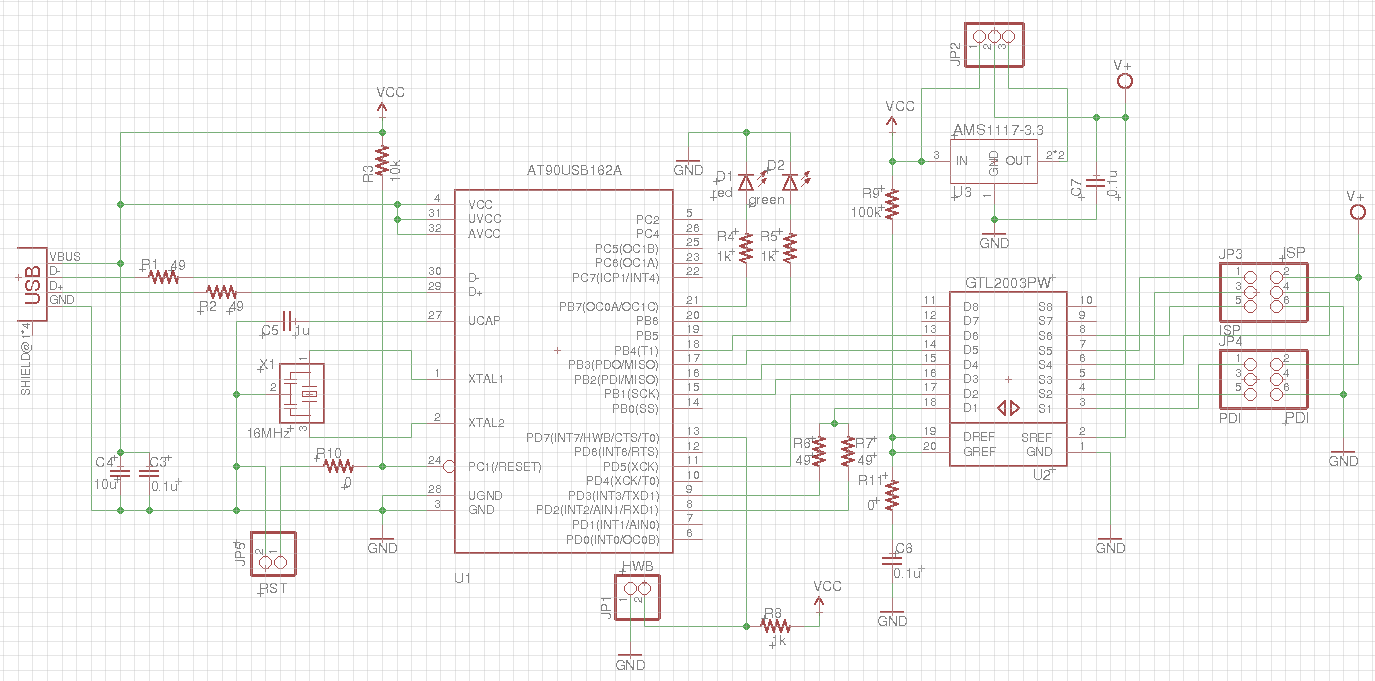 JP2
1
2
3
V+
VCC
VCC
AMS1117-3.3
3
IN
GND
OUT
2*2
1
U3
C7
0.1u
GND
R3
10k
AT90USB162A
GND
D1
red
D2
green
R9
100k
V+
4
VCC
31
UVCC
32
AVCC
30
D-
29
D+
27
UCAP
1
XTAL1
2
XTAL2
24
PC1(/RESET)
28
UGND
3
GND
PC2
5
PC4
26
PC5(OC1B)
25
PC6(OC1A)
23
PC7(ICP1/INT4)
22
PB7(OC0A/OC1C)
21
PB6
20
PB5
19
PB4(T1)
18
PB3(PDO/MISO)
17
PB2(PDI/MISO)
16
PB1(SCK)
15
PB0(SS)
14
PD7(INT7/HWB/CTS/T0)
13
PD6(INT6/RTS)
12
PD5(XCK)
11
PD4(XCK/T0)
10
PD3(INT3/TXD1)
9
PD2(INT2/AIN1/RXD1)
8
PD1(INT1/AIN0)
7
PD0(INT0/OC0B)
6
U1
R4
1k
R5
1k
USB
VBUS
D-
D+
GND
SHIELD@1*4
R1
49
R2
49
C5
1u
X1
1
2
3
16MHz
R10
0
C4
10u
C3
0.1u
GND
JP5
2
1
RST
GTL2003PW
11
D8
S8
10
12
D7
S7
9
13
D6
S6
8
14
D5
S5
7
15
D4
S4
6
16
D3
S3
5
17
D2
S2
4
18
D1
S1
3
19
DREF
SREF
2
20
GREF
GND
1
U2
R6
49
R7
49
R11
0
C6
0.1u
GND
GND
JP3
ISP
1
2
3
4
5
6
ISP
JP4
1
2
3
4
5
6
PDI
PDI
GND
HWB
JP1
1
2
GND
VCC
R8
1k